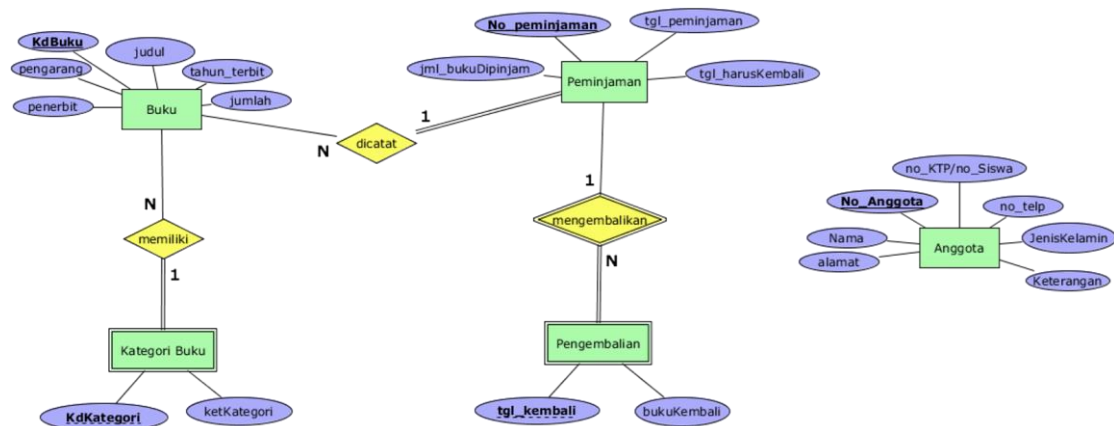 No_peminjaman
tgl_peminjaman
jml_bukuDipinjam
tgl_harusKembali
Peminjaman
KdBuku
judul
pengarang
tahun_terbit
penerbit
jumlah
Buku
1
N
dicatat
no_KTP/no_Siswa
No_Anggota
no_telp
Nama
JenisKelamin
alamat
Keterangan
Anggota
N
memiliki
1
1
mengembalikan
N
Kategori Buku
KdKategori
ketKategori
Pengembalian
tgl_kembali
bukuKembali